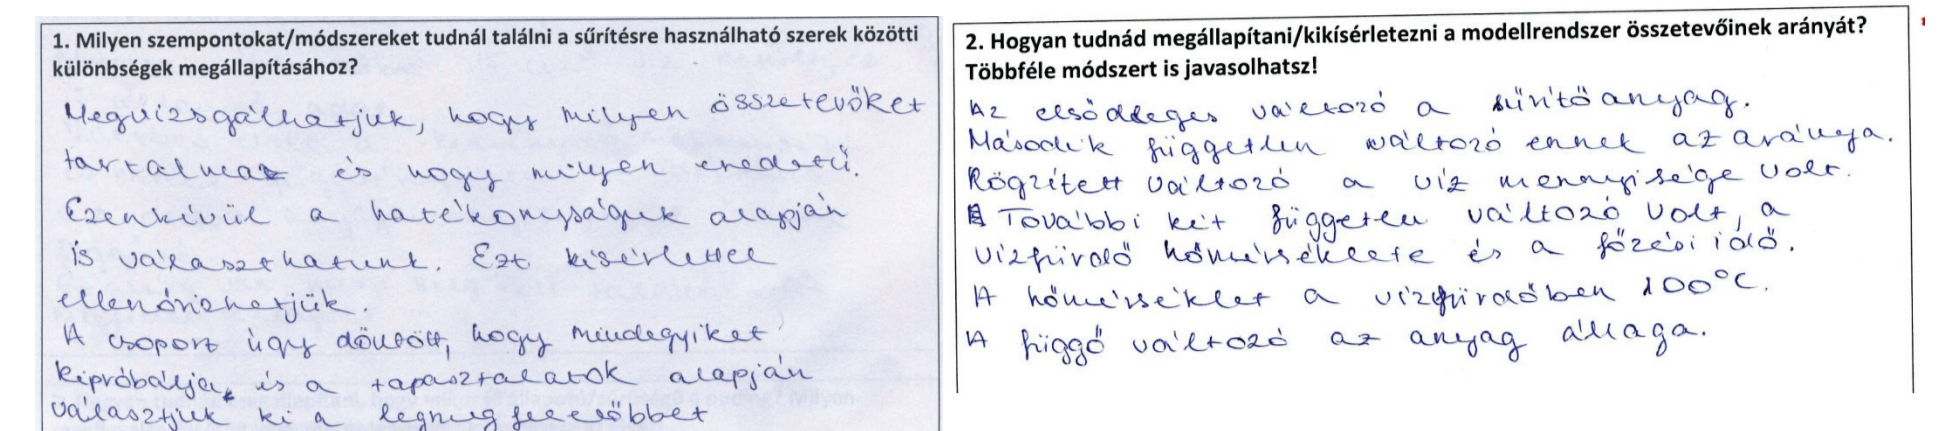 1. Milyen szempontokat/módszereket tudnál találni a sűrítésre használható szerek közötti
különbségek megállapításához?
Megvizsgálhatjuk, hogy milyen összetevőket
tartalmaz és hogy milyen eredetű.
Ezenkívül a hatékonyságuk alapján
is választhatunk. Ezt kísérlettel
ellenőrizhetjük.
A csoport úgy döntött, hogy mindegyiket
kipróbálja, és a tapasztalatok alapján
választjuk* ki a legmegfelelőbbet
2. Hogyan tudnád megállapítani/kikísérletezni a modellrendszer összetevőinek arányát?
Többféle módszert is javasolhatsz!
Az elsődleges változó a sűrítőanyag.
Második független változó ennek az aránya.
Rögzített változó a víz mennyisége volt.
További két független változó volt, a
vízfürdő hőmérséklete és a főzési idő.
A hőmérséklet a vízfürdőben 100°C.
A függő változó az anyag állaga.